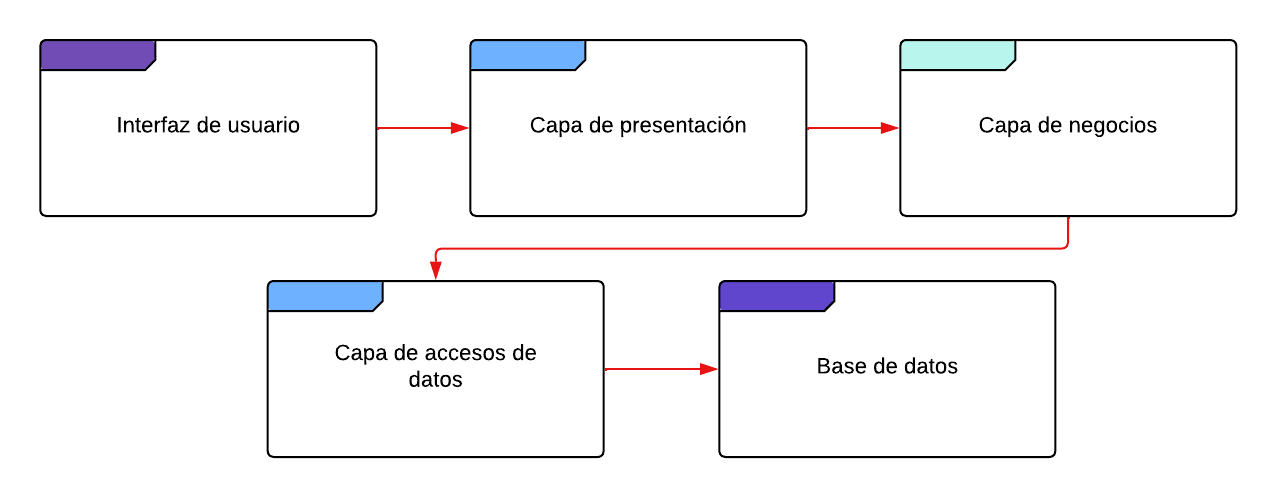 Interfaz de usuario
Capa de presentación
Capa de negocios
Capa de accesos de
datos
Base de datos